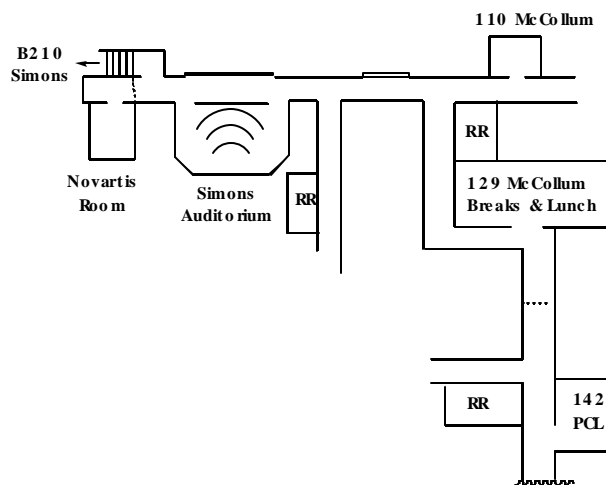 110 McCollum
B210
Simons
RR
129 McCollum
Breaks & Lunch
Novartis
Room
Simons
Auditorium
RR
RR
142
PCL